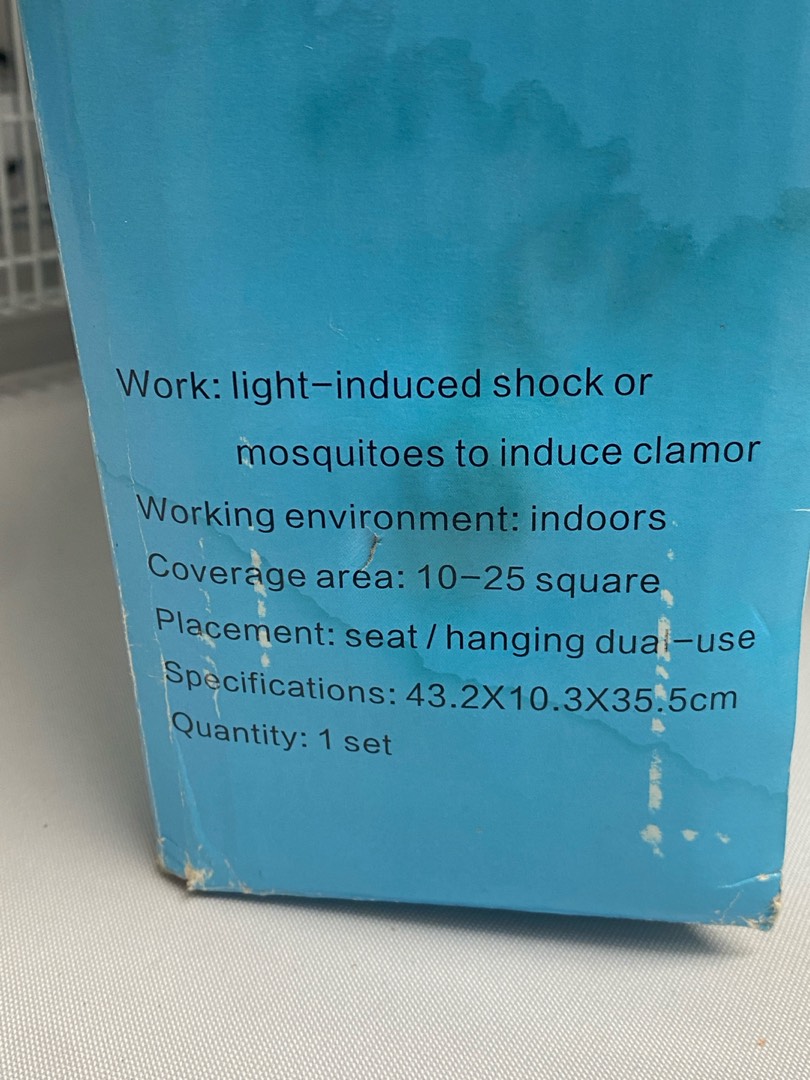 Work: light-induced shock or
mosquitoes to induce clamor
Working environment: indoors
Coverage area: 10-25 square
Placement: seat / hanging dual-use
Specifications: 43.2X10.3X35.5cm
Quantity: 1 set